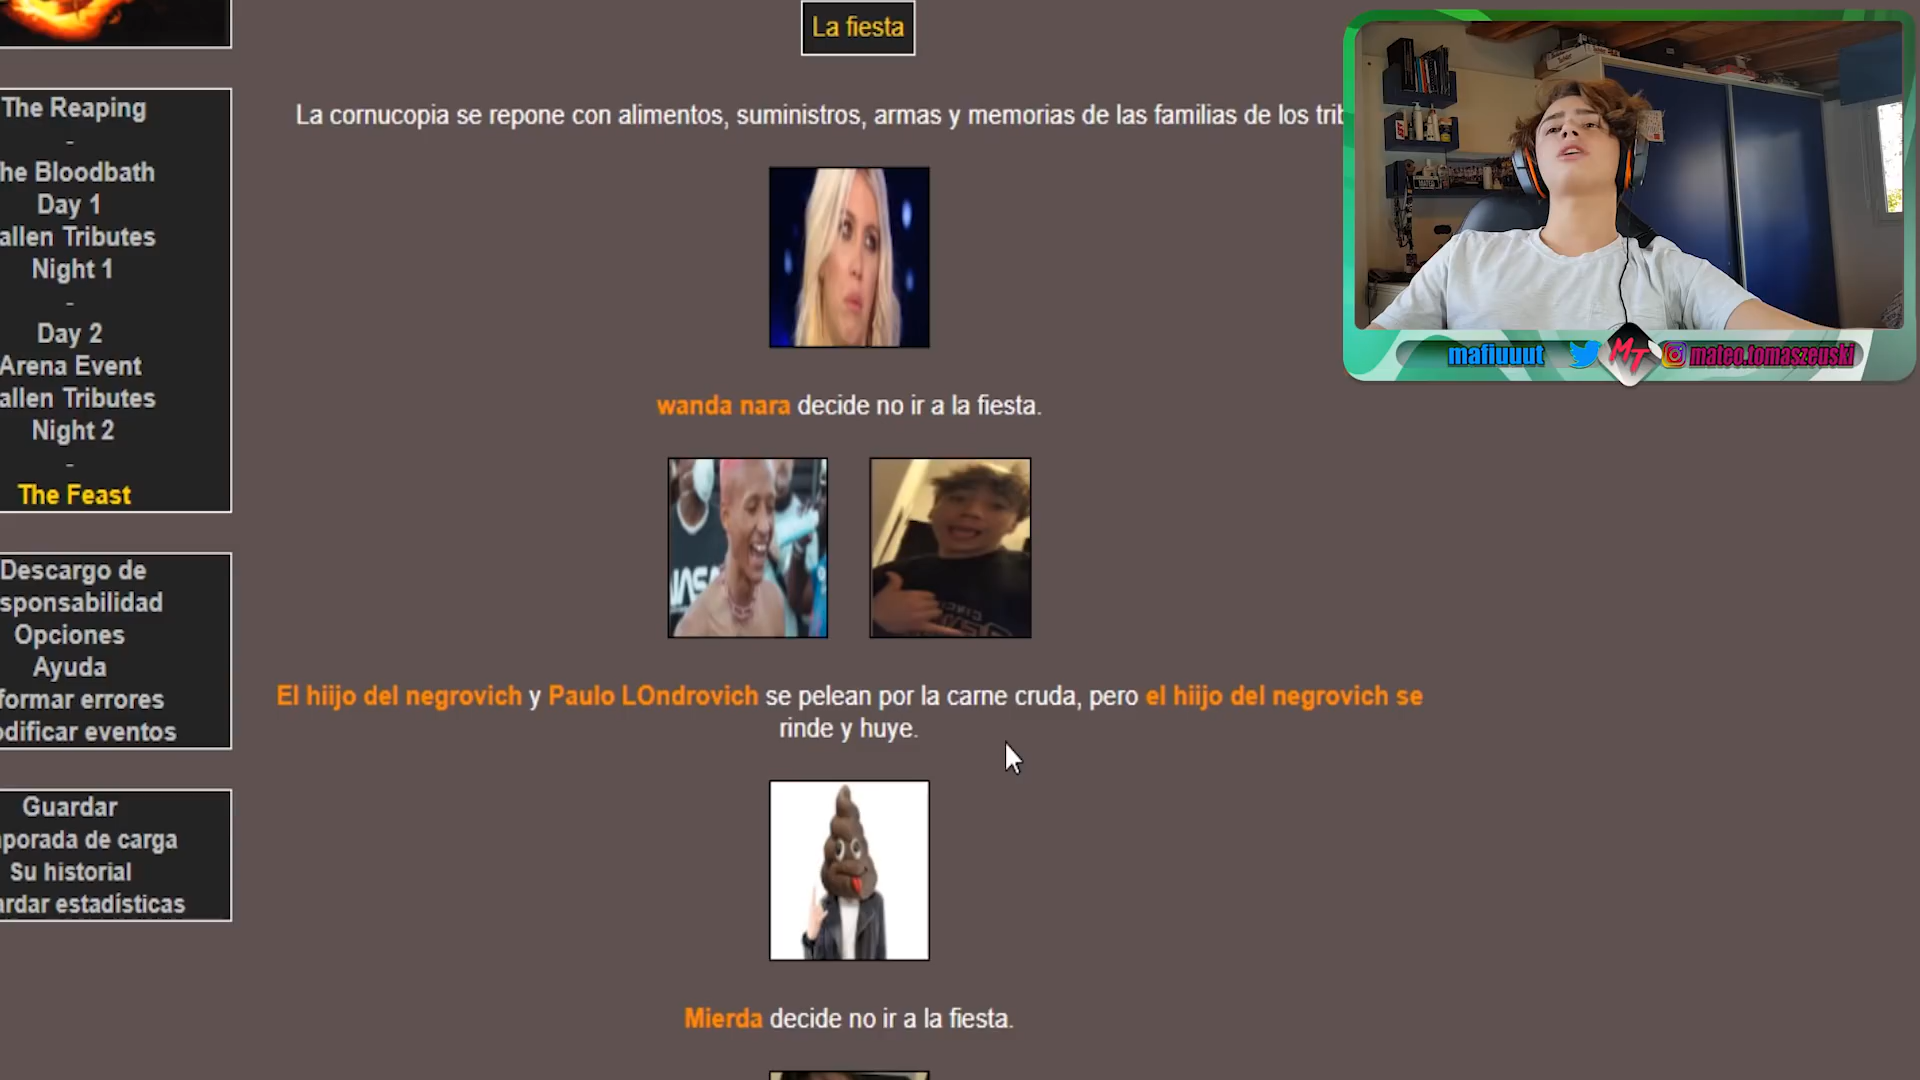 La fiesta
The Reaping
-
he Bloodbath
Day 1
allen Tributes
Night 1
-
Day 2
Arena Event
allen Tributes
Night 2
-
The Feast
Descargo de
sponsabilidad
Opciones
Ayuda
formar errores
odificar eventos
Guardar
porada de carga
Su historial
ardar estadísticas
La cornucopia se repone con alimentos, suministros, armas y memorias de las familias de los trib
wanda nara decide no ir a la fiesta.
NASA
El hiijo del negrovich y Paulo LOndrovich se pelean por la carne cruda, pero el hiijo del negrovich se
rinde y huye.
Mierda decide no ir a la fiesta.
mafiuuut MT mateo.tomaszeuski